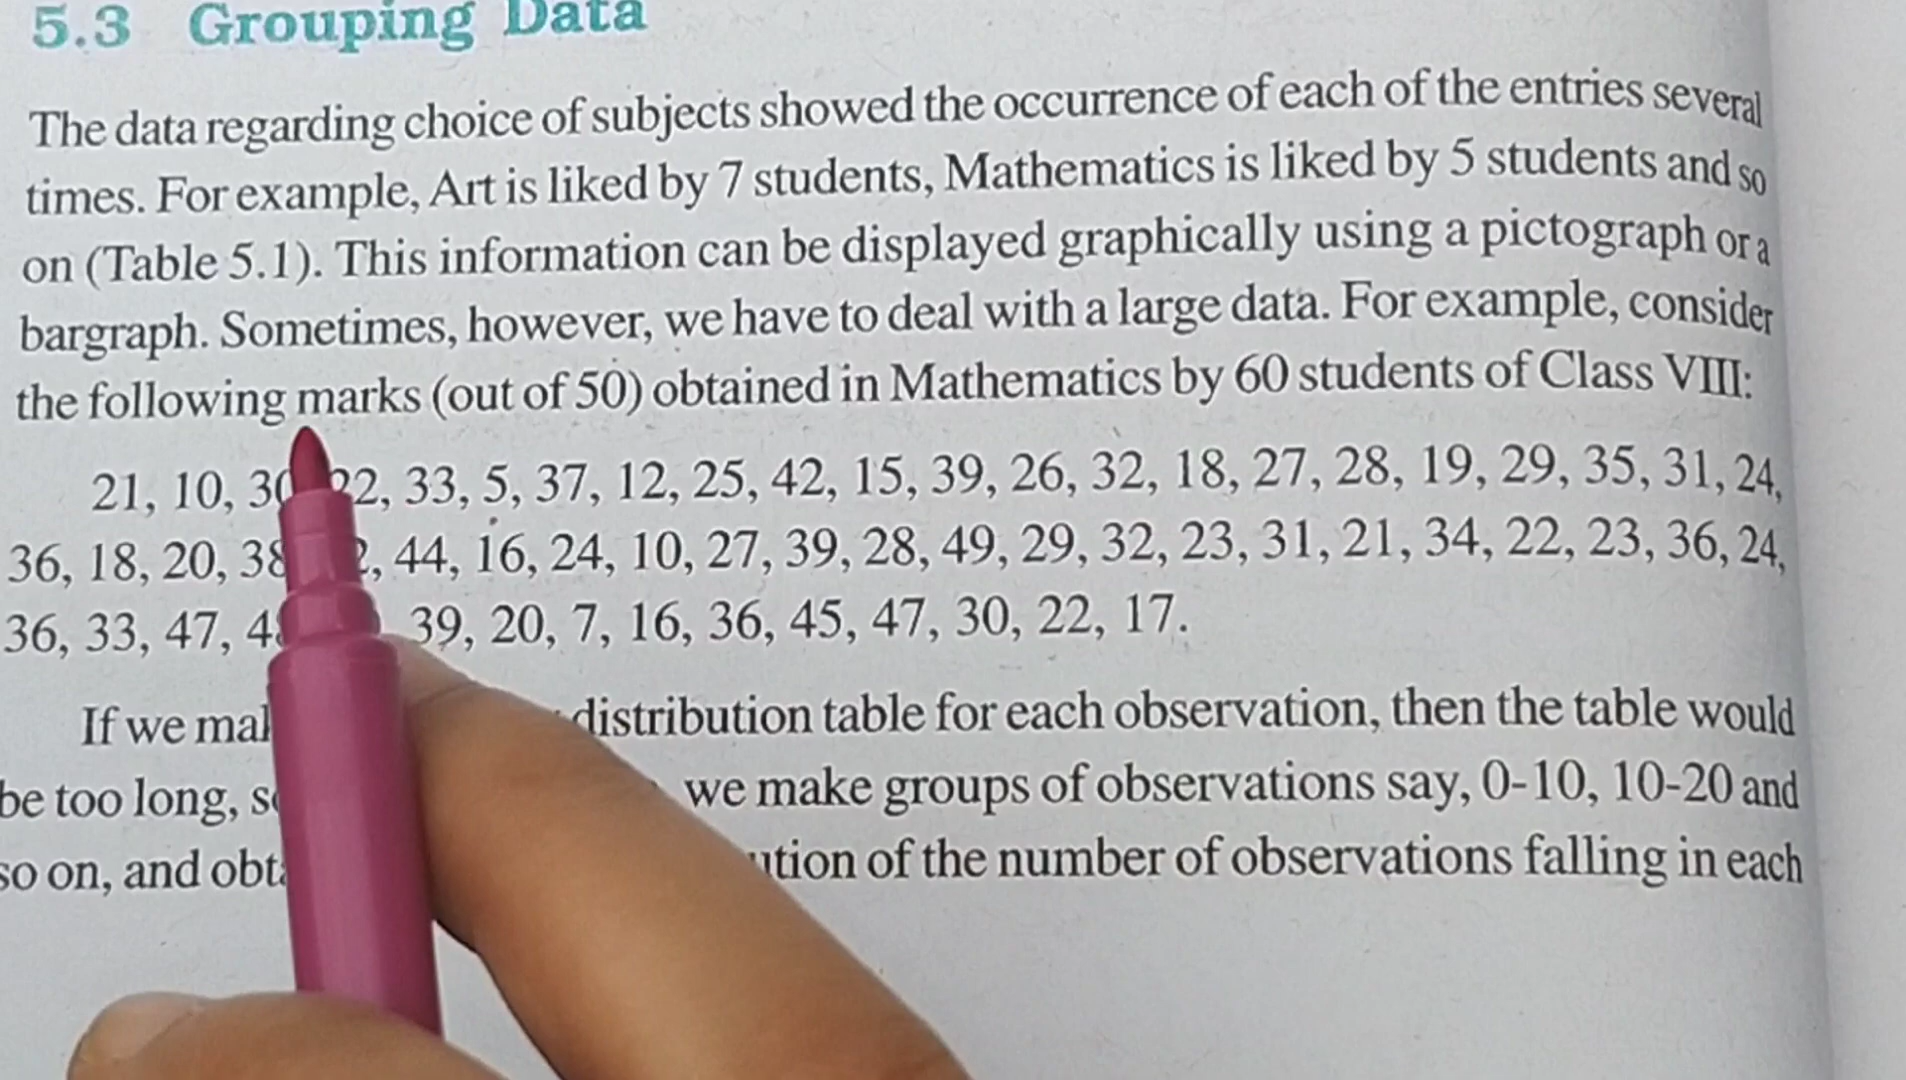 5.3 Grouping Data
The data regarding choice of subjects showed the occurrence of each of the entries several
times. For example, Art is liked by 7 students, Mathematics is liked by 5 students and so
on (Table 5.1). This information can be displayed graphically using a pictograph or a
bargraph. Sometimes, however, we have to deal with a large data. For example, consider
the following marks (out of 50) obtained in Mathematics by 60 students of Class VIII:
21, 10, 30, 22, 33, 5, 37, 12, 25, 42, 15, 39, 26, 32, 18, 27, 28, 19, 29, 35, 31, 24,
36, 18, 20, 38, 44, 16, 24, 10, 27, 39, 28, 49, 29, 32, 23, 31, 21, 34, 22, 23, 36, 24,
36, 33, 47, 39, 20, 7, 16, 36, 45, 47, 30, 22, 17.
If we distribution table for each observation, then the table would
be too long, we make groups of observations say, 0-10, 10-20 and
so on, and of the number of observations falling in each